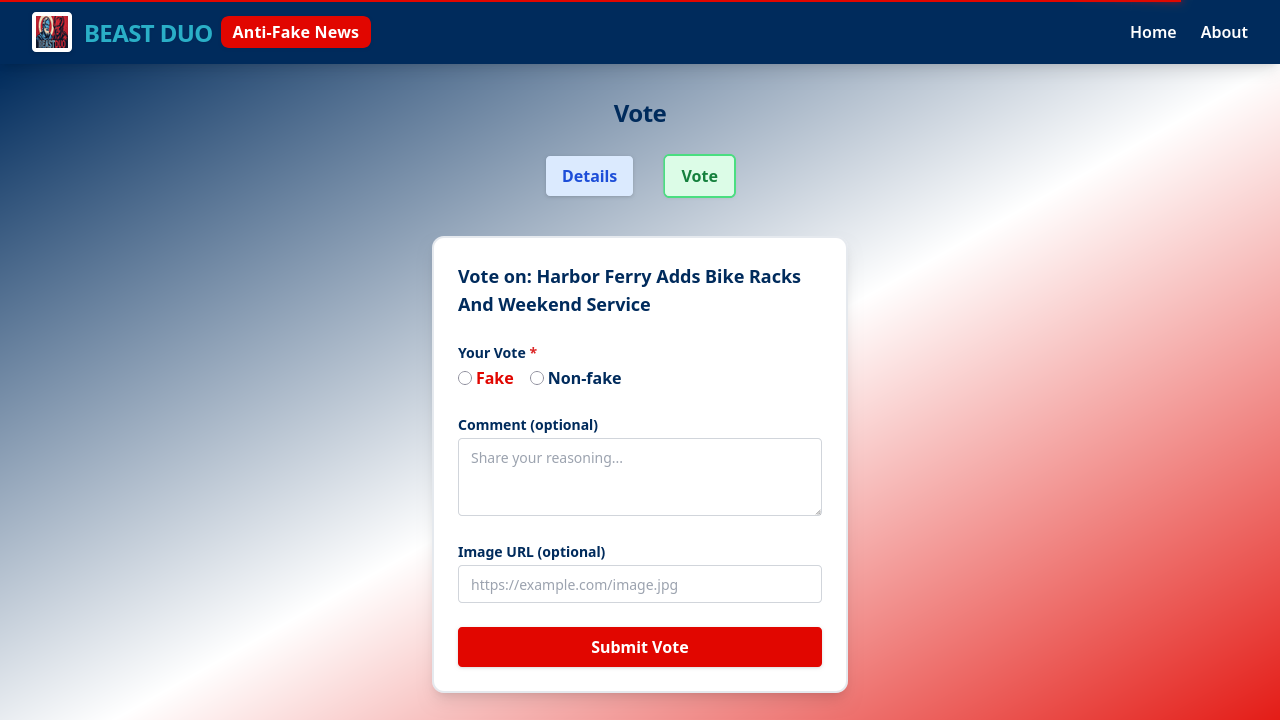 BEASTDUO
BEAST DUO
Anti-Fake News
Home
About
Vote
Details
Vote
Vote on: Harbor Ferry Adds Bike Racks
And Weekend Service
Your Vote *
Fake
Non-fake
Comment (optional)
Share your reasoning...
Image URL (optional)
https://example.com/image.jpg
Submit Vote